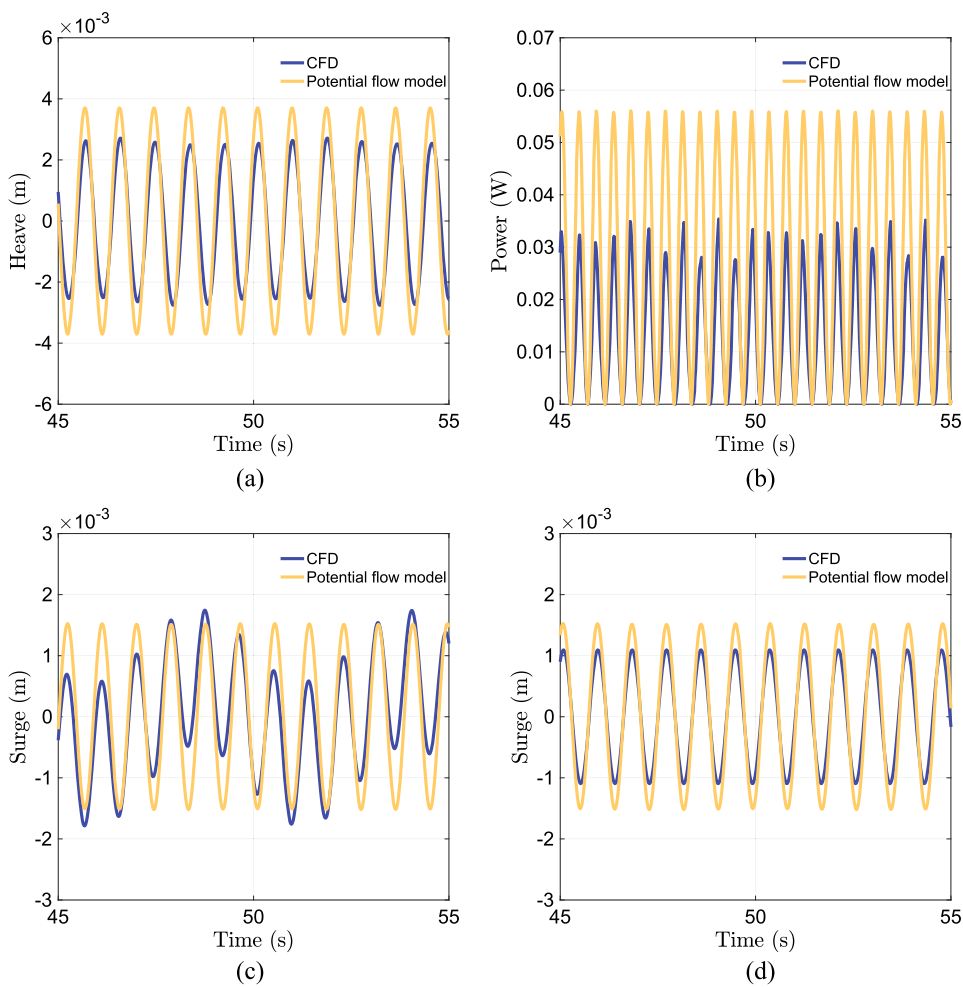 ×10-3
6
4
2
0
-2
-4
-6
Heave (m)
CFD
Potential flow model
45
50
55
Time (s)
(a)
0.07
0.06
0.05
0.04
0.03
0.02
0.01
0
Power (W)
CFD
Potential flow model
45
50
55
Time (s)
(b)
×10-3
3
2
1
0
-1
-2
-3
Surge (m)
CFD
Potential flow model
45
50
55
Time (s)
(c)
×10-3
3
2
1
0
-1
-2
-3
Surge (m)
CFD
Potential flow model
45
50
55
Time (s)
(d)